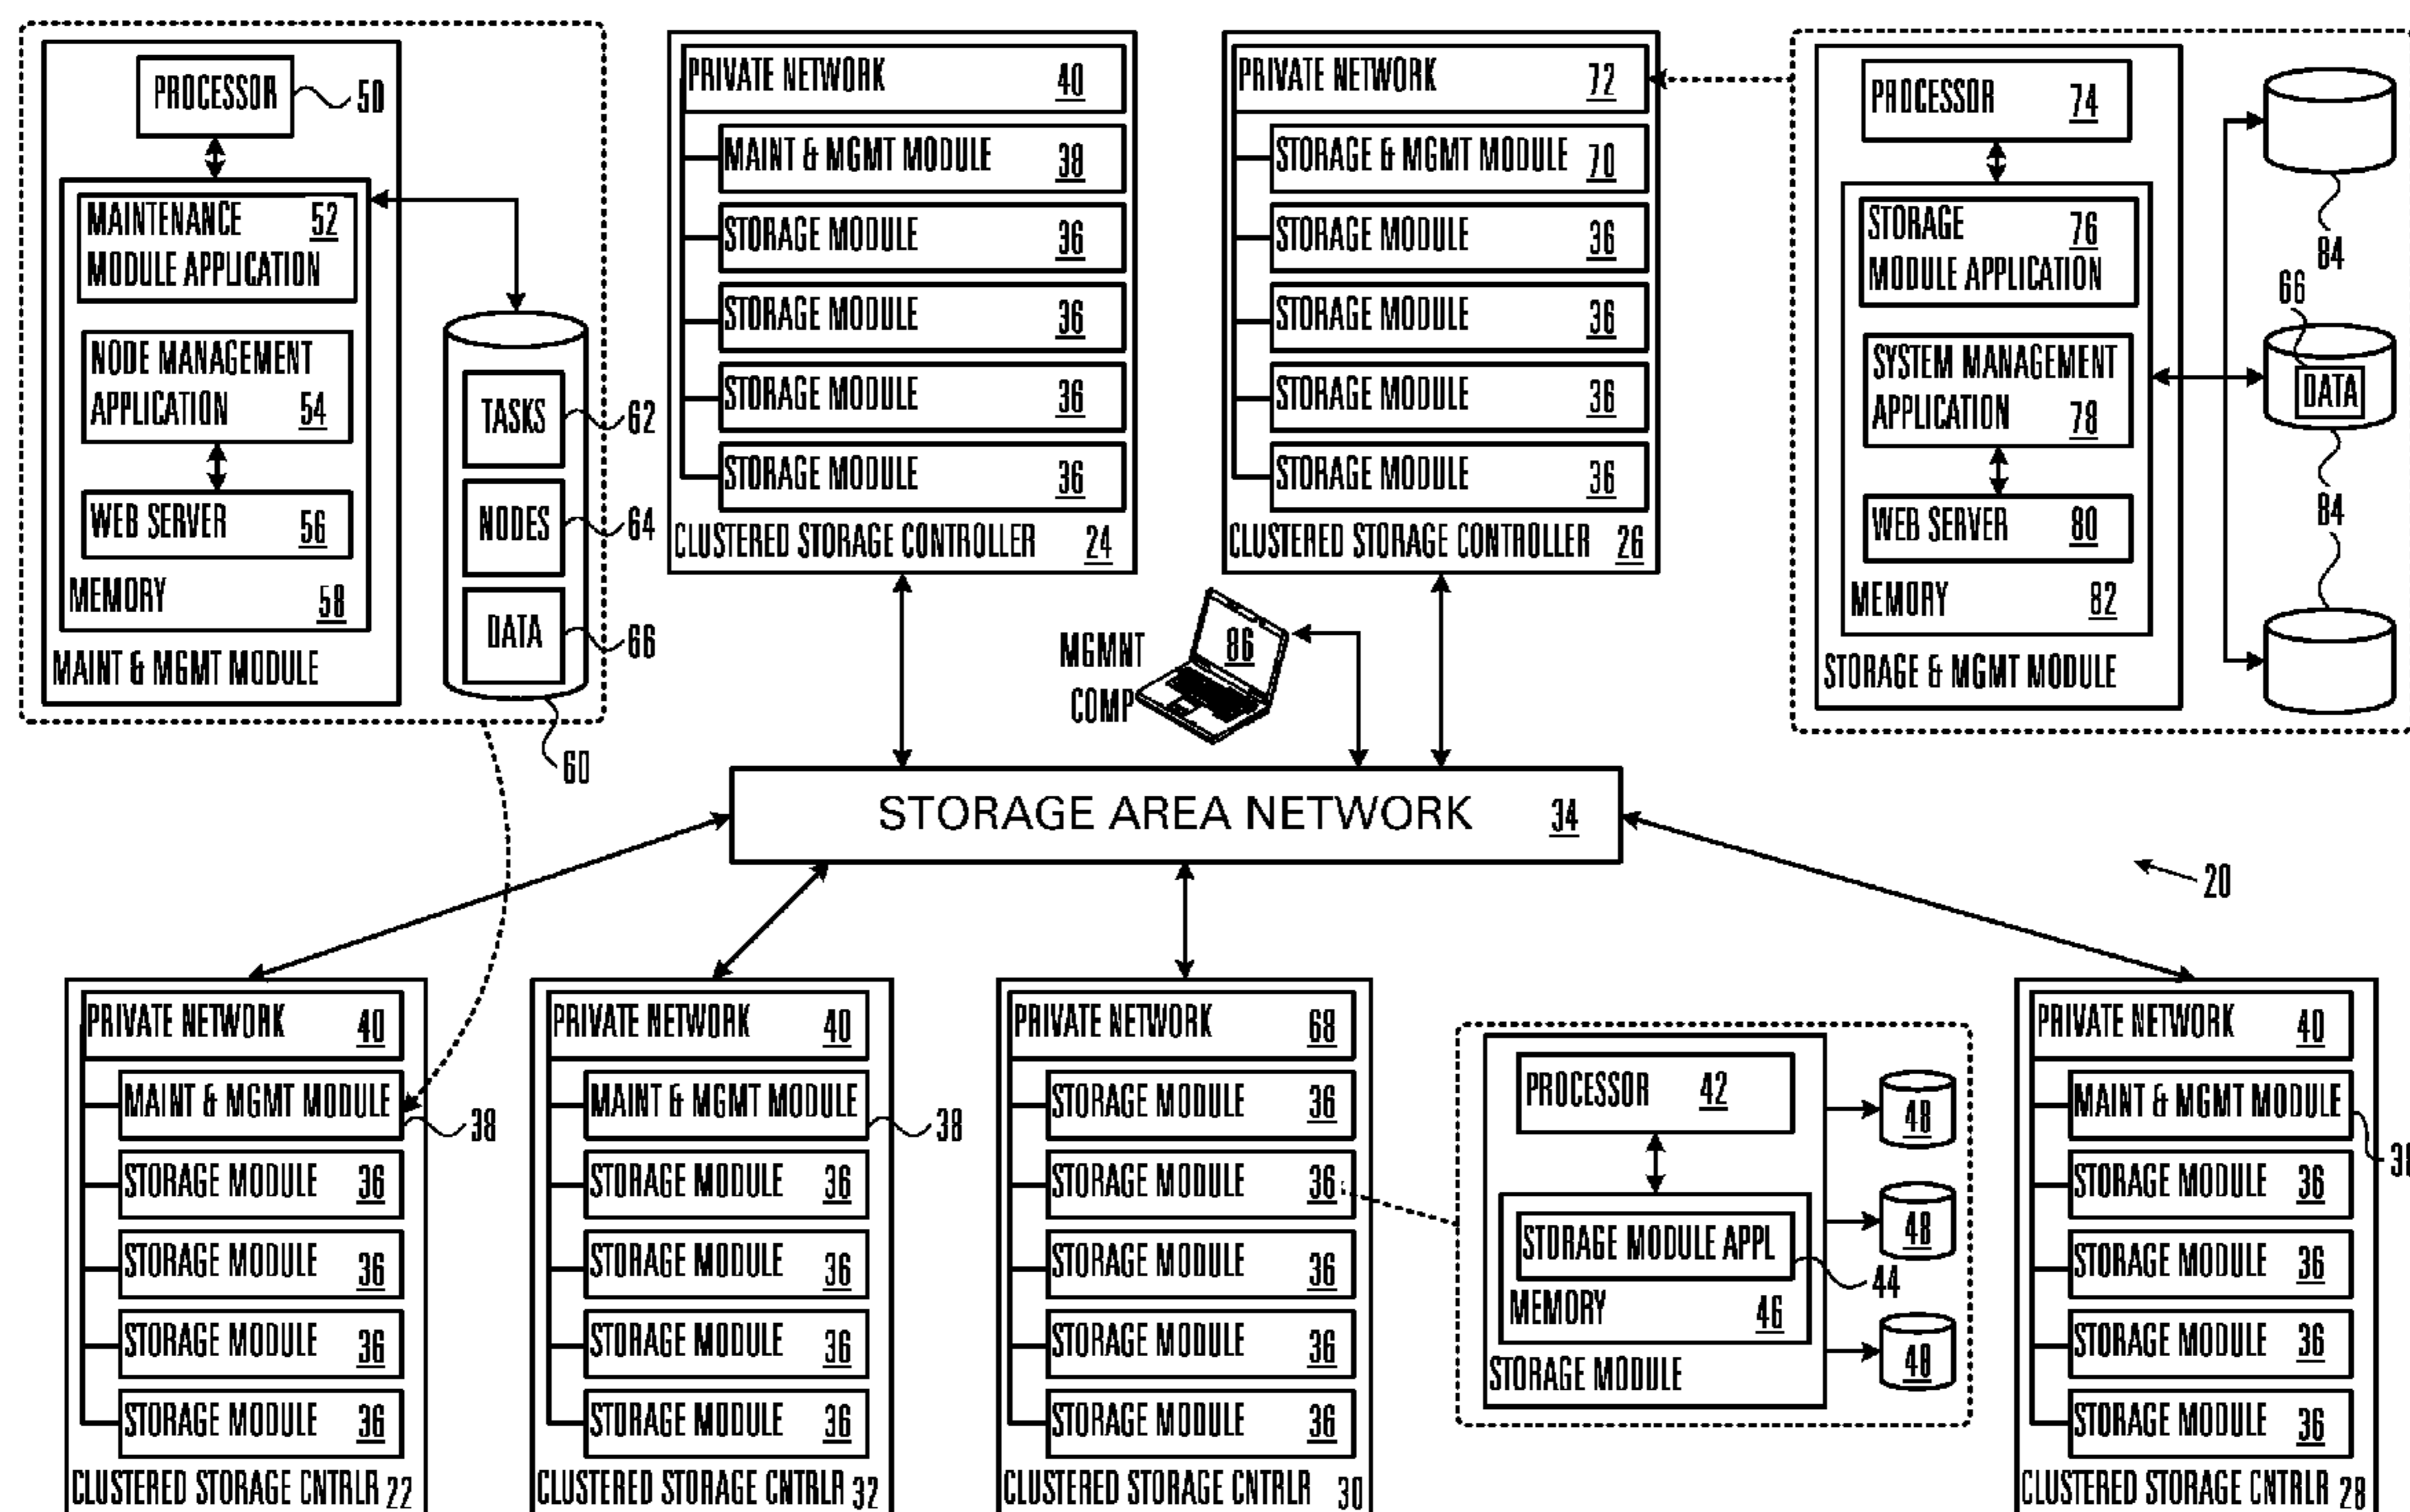 PROCESSOR 50
MAINTENANCE 52
MODULE APPLICATION
NODE MANAGEMENT
APPLICATION 54
WEB SERVER 56
MEMORY 58
MAINT & MGMT MODULE
TASKS 62
NODES 64
DATA 66
60
PRIVATE NETWORK 40
MAINT & MGMT MODULE 38
STORAGE MODULE 36
STORAGE MODULE 36
STORAGE MODULE 36
STORAGE MODULE 36
CLUSTERED STORAGE CONTROLLER 24
PRIVATE NETWORK 72
STORAGE & MGMT MODULE 70
STORAGE MODULE 36
STORAGE MODULE 36
STORAGE MODULE 36
STORAGE MODULE 36
CLUSTERED STORAGE CONTROLLER 26
PROCESSOR 74
STORAGE 76
MODULE APPLICATION
SYSTEM MANAGEMENT
APPLICATION 78
WEB SERVER 80
MEMORY 82
STORAGE & MGMT MODULE
84
66
DATA
84
MGMNT
COMP
86
STORAGE AREA NETWORK 34
20
PRIVATE NETWORK 40
MAINT & MGMT MODULE
38
STORAGE MODULE 36
STORAGE MODULE 36
STORAGE MODULE 36
STORAGE MODULE 36
CLUSTERED STORAGE CNTRLR 22
PRIVATE NETWORK 40
MAINT & MGMT MODULE
38
STORAGE MODULE 36
STORAGE MODULE 36
STORAGE MODULE 36
STORAGE MODULE 36
CLUSTERED STORAGE CNTRLR 32
PRIVATE NETWORK 68
STORAGE MODULE 36
STORAGE MODULE 36
STORAGE MODULE 36
STORAGE MODULE 36
STORAGE MODULE 36
CLUSTERED STORAGE CNTRLR 30
PROCESSOR 42
STORAGE MODULE APPL
44
MEMORY 46
STORAGE MODULE
48
48
48
PRIVATE NETWORK 40
MAINT & MGMT MODULE
STORAGE MODULE 36
STORAGE MODULE 36
STORAGE MODULE 36
STORAGE MODULE 36
CLUSTERED STORAGE CNTRLR 28